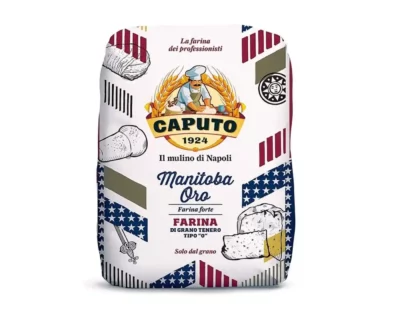 La farina
dei professionisti
CAPUTO
1924
Il mulino di Napoli
Manitoba
Oro
Farina forte
FARINA
DI GRANO TENERO
TIPO "0"
Solo dal grano